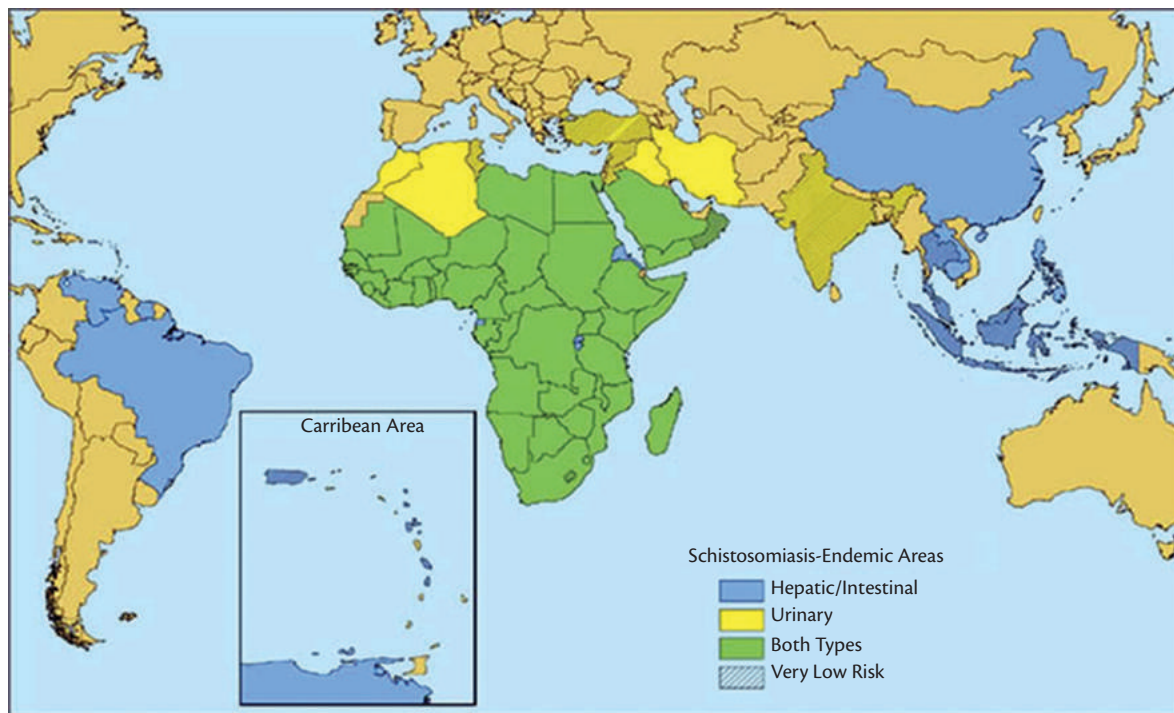 Carribean Area
Schistosomiasis-Endemic Areas
Hepatic/Intestinal
Urinary
Both Types
Very Low Risk